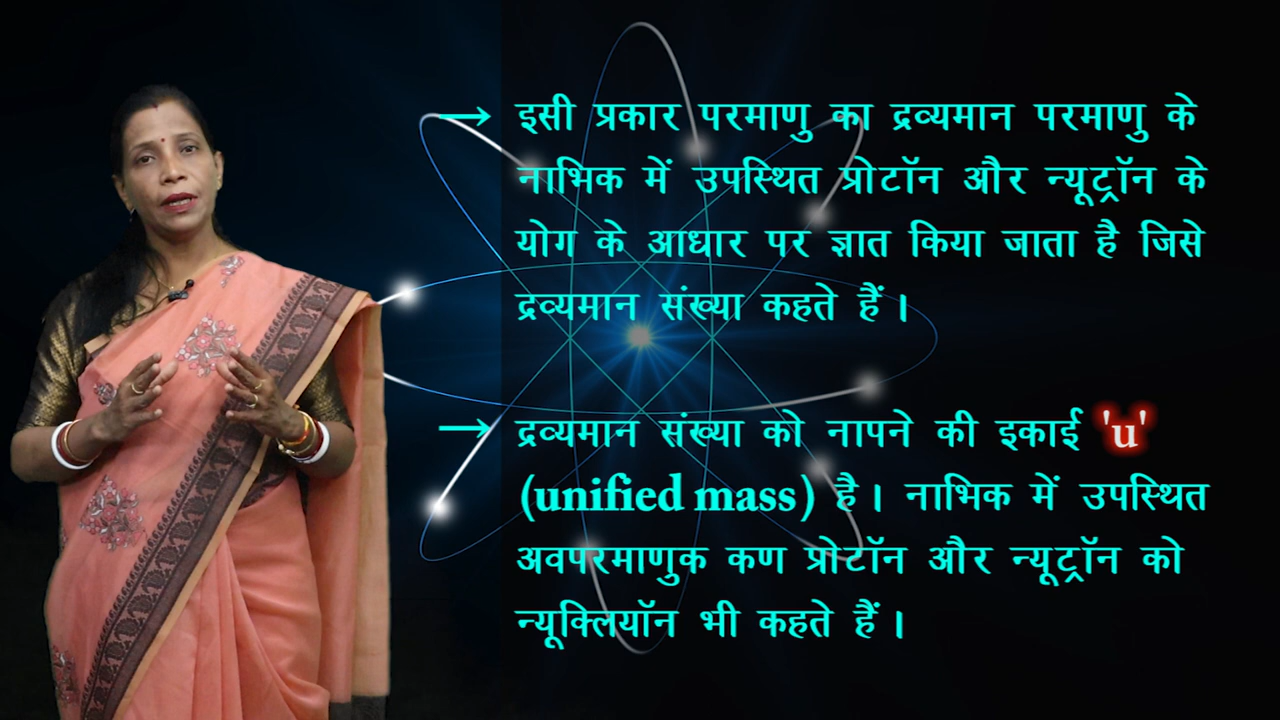 → इसी प्रकार परमाणु का द्रव्यमान परमाणु के
नाभिक में उपस्थित प्रोटॉन और न्यूट्रॉन के
योग के आधार पर ज्ञात किया जाता है जिसे
द्रव्यमान संख्या कहते हैं।
→ द्रव्यमान संख्या को नापने की इकाई 'u'
(unified mass) है। नाभिक में उपस्थित
अवपरमाणुक कण प्रोटॉन और न्यूट्रॉन को
न्यूक्लियॉन भी कहते हैं।